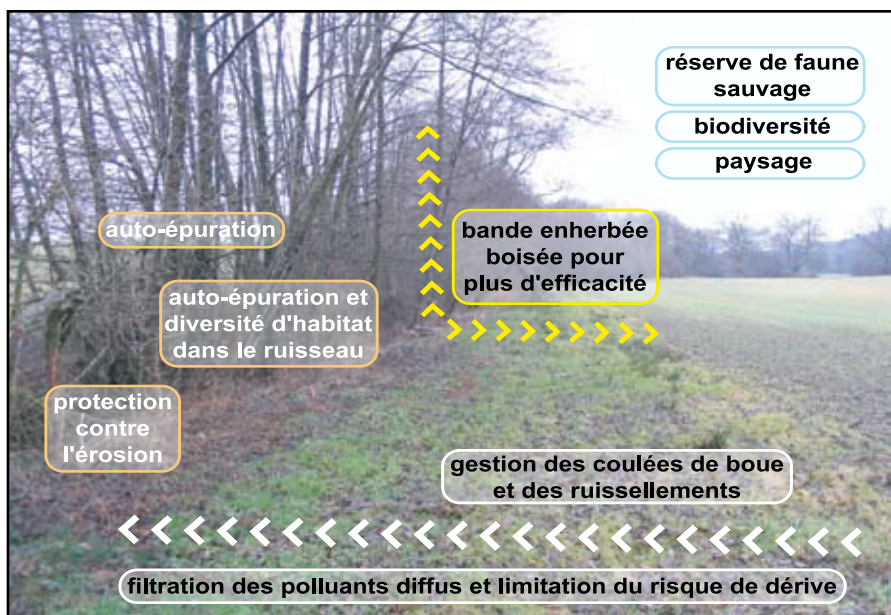 réserve de faune
sauvage
biodiversité
paysage
auto-épuration
bande enherbée
boisée pour
plus d'efficacité
auto-épuration et
diversité d'habitat
dans le ruisseau
protection
contre
l'érosion
gestion des coulées de boue
et des ruissellements
filtration des polluants diffus et limitation du risque de dérive